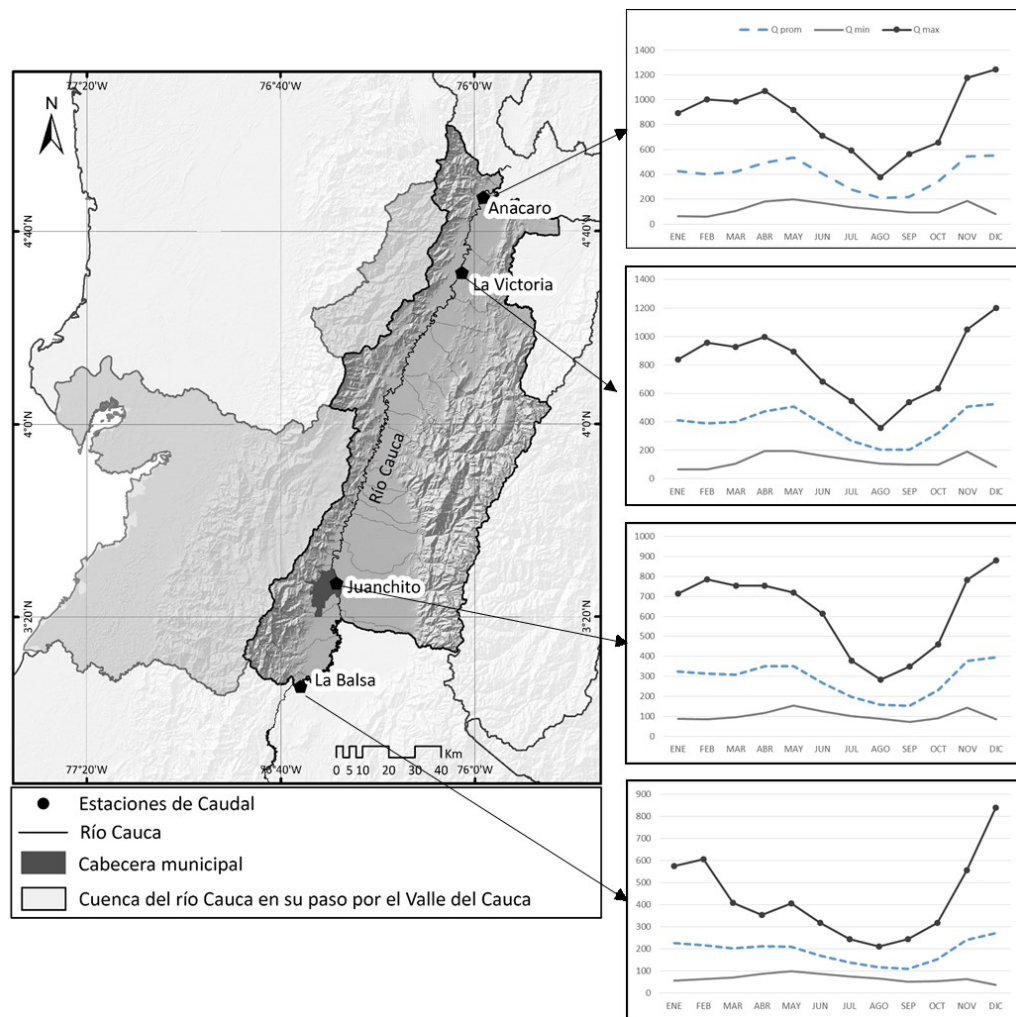 77°20'
76°40'
76°0'
N
4°40'N
4°40'N
Anacaro
La Victoria
4°0'N
4°0'N
Río Cauca
Juanchito
3°20'N
3°20'N
La Balsa
Km
0 5 10 20 30 40
77°20'W
76°40'
76°0'W
Estaciones de Caudal
Río Cauca
Cabecera municipal
Cuenca del río Cauca en su paso por el Valle del Cauca
Q prom Q min Q max
1400
1200
1000
800
600
400
200
0
ENE FEB MAR ABR MAY JUN JUL AGO SEP OCT NOV DIC
1400
1200
1000
800
600
400
200
0
ENE FEB MAR ABR MAY JUN JUL AGO SEP OCT NOV DIC
1000
900
800
700
600
500
400
300
200
100
0
ENE FEB MAR ABR MAY JUN JUL AGO SEP OCT NOV DIC
900
800
700
600
500
400
300
200
100
0
ENE FEB MAR ABR MAY JUN JUL AGO SEP OCT NOV DIC